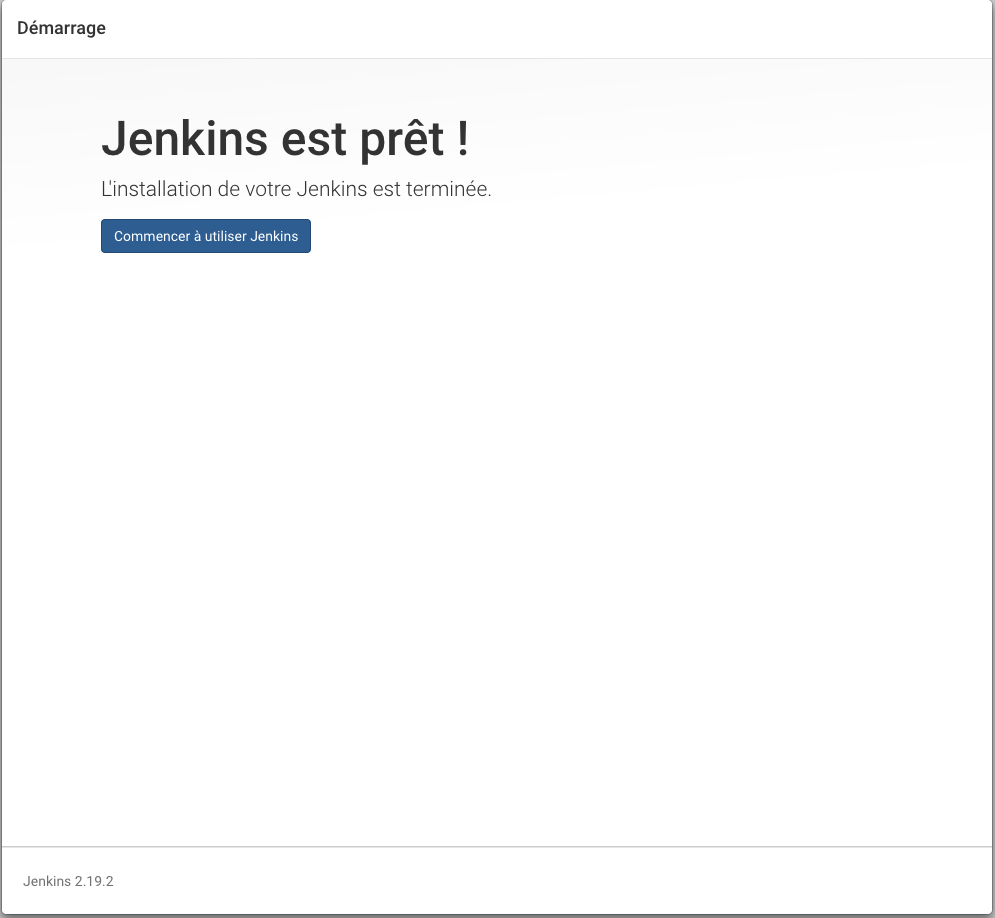 Démarrage
Jenkins est prêt !
L'installation de votre Jenkins est terminée.
Commencer à utiliser Jenkins
Jenkins 2.19.2